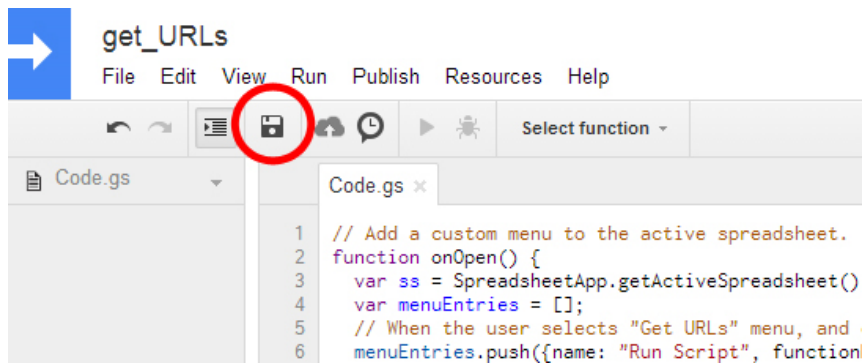 get_URLs
File Edit View Run Publish Resources Help
Select function
Code.gs
Code.gs ×
1 // Add a custom menu to the active spreadsheet.
2 function onOpen() {
3 var ss = SpreadsheetApp.getActiveSpreadsheet()
4 var menuEntries = [];
5 // When the user selects "Get URLs" menu, and
6 menuEntries.push({name: "Run Script", function